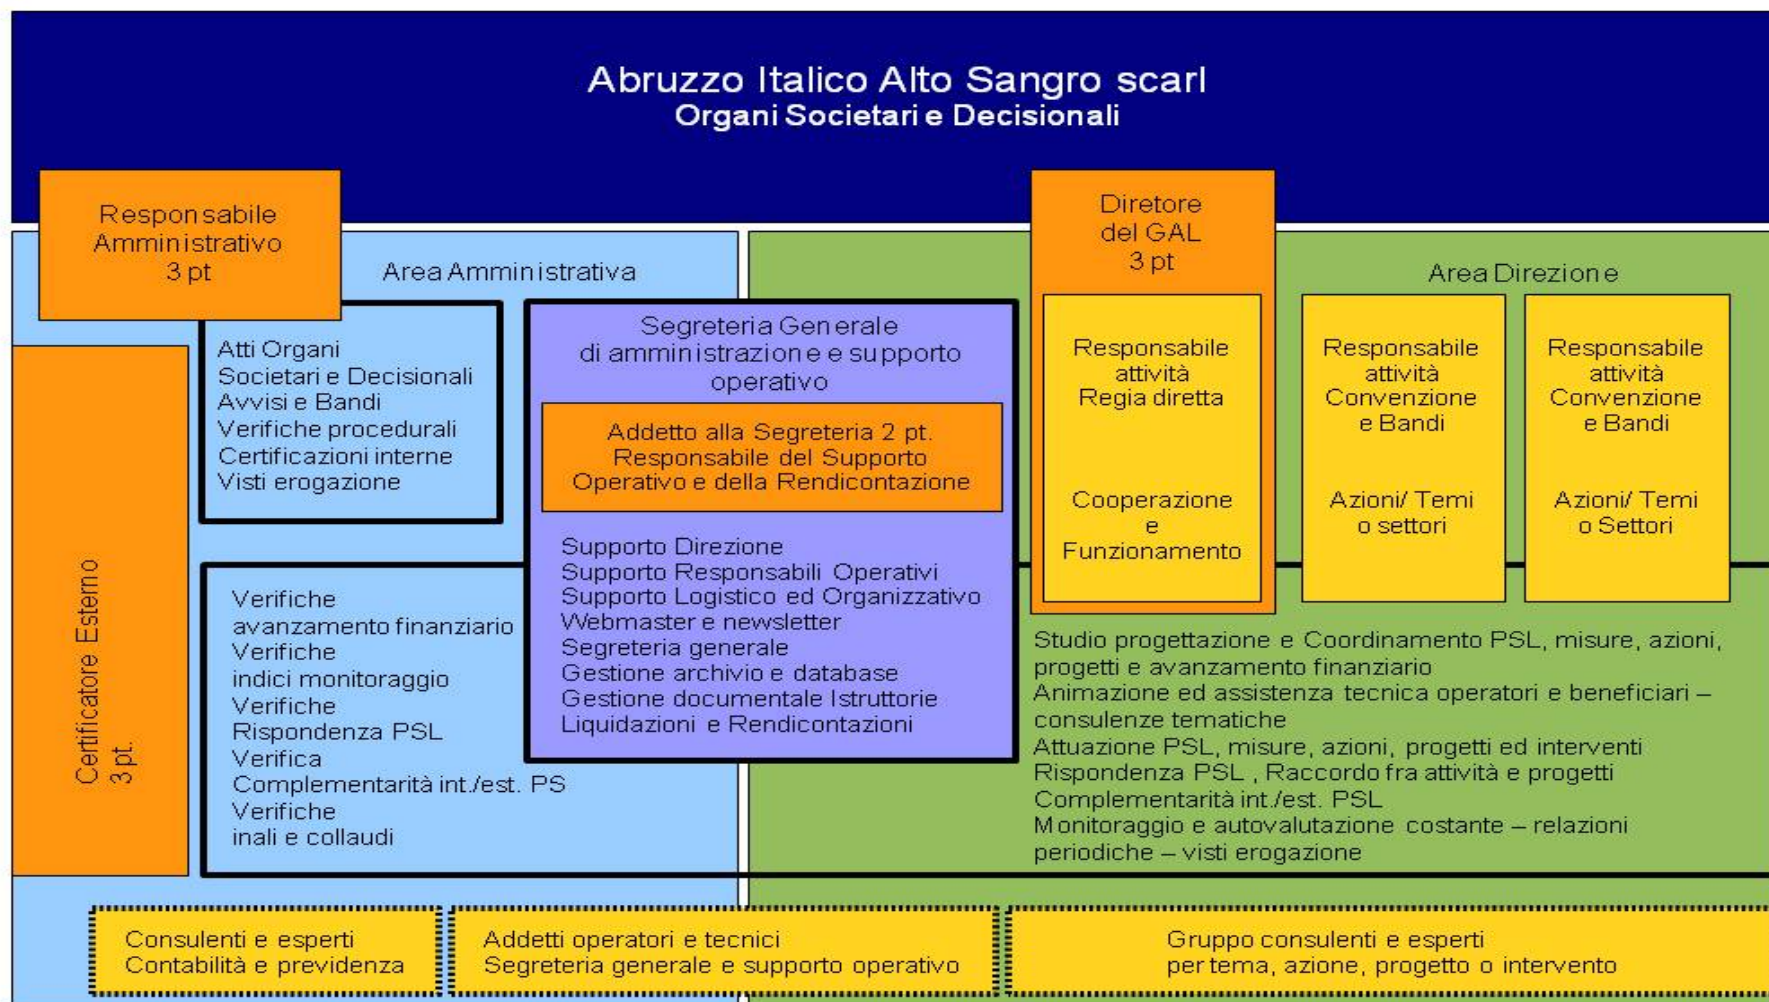 Abruzzo Italico Alto Sangro scarl
Organi Societari e Decisionali
Responsabile
Amministrativo
3 pt
Area Amministrativa
Diretore
del GAL
3 pt
Area Direzione
Certificatore Esterno
3 pt.
Atti Organi
Societari e Decisionali
Avvisi e Bandi
Verifiche procedurali
Certificazioni interne
Visti erogazione
Segreteria Generale
di amministrazione e supporto
operativo
Addetto alla Segreteria 2 pt.
Responsabile del Supporto
Operativo e della Rendicontazione
Supporto Direzione
Supporto Responsabili Operativi
Supporto Logistico ed Organizzativo
Webmaster e newsletter
Segreteria generale
Gestione archivio e database
Gestione documentale Istruttorie
Liquidazioni e Rendicontazioni
Responsabile
attività
Regia diretta
Cooperazione
e
Funzionamento
Responsabile
attività
Convenzione
e Bandi
Azioni/ Temi
o settori
Responsabile
attività
Convenzione
e Bandi
Azioni/ Temi
o Settori
Verifiche
avanzamento finanziario
Verifiche
indici monitoraggio
Verifiche
Rispondenza PSL
Verifica
Complementarità int./est. PS
Verifiche
inali e collaudi
Studio progettazione e Coordinamento PSL, misure, azioni,
progetti e avanzamento finanziario
Animazione ed assistenza tecnica operatori e beneficiari –
consulenze tematiche
Attuazione PSL, misure, azioni, progetti ed interventi
Rispondenza PSL , Raccordo fra attività e progetti
Complementarità int./est. PSL
Monitoraggio e autovalutazione costante – relazioni
periodiche – visti erogazione
Consulenti e esperti
Contabilità e previdenza
Addetti operatori e tecnici
Segreteria generale e supporto operativo
Gruppo consulenti e esperti
per tema, azione, progetto o intervento